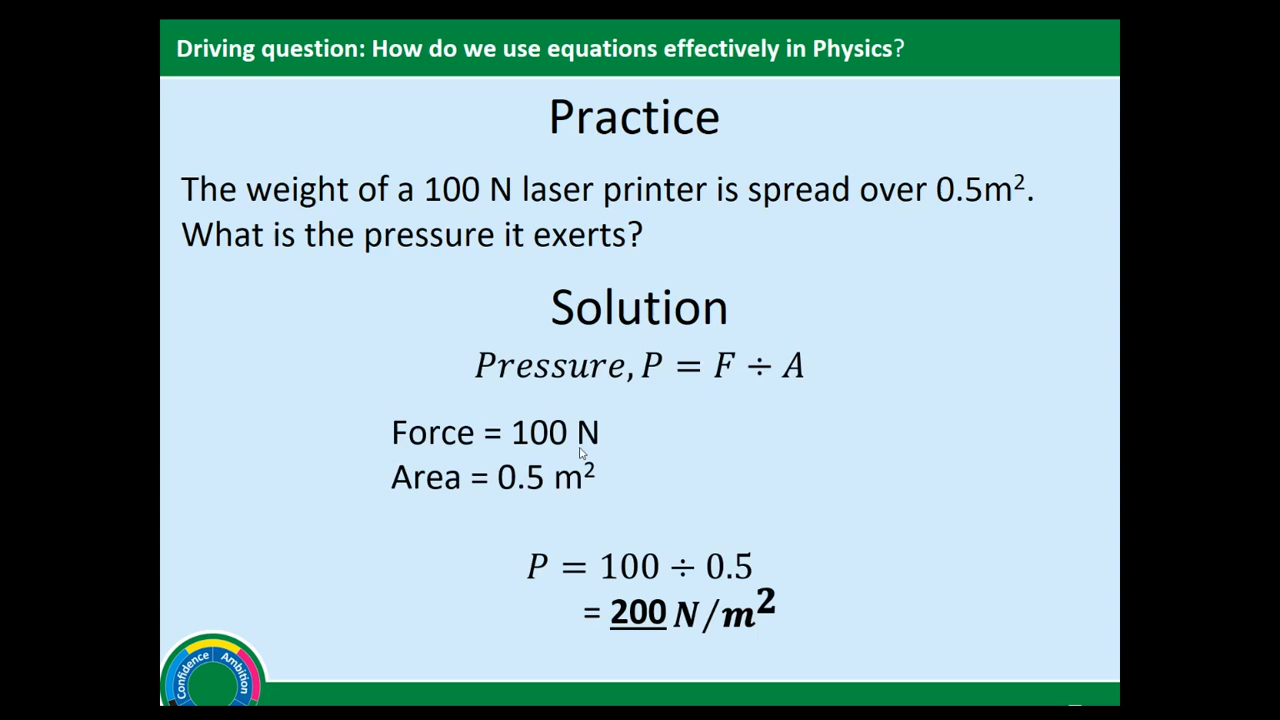 Driving question: How do we use equations effectively in Physics?
Practice
The weight of a 100 N laser printer is spread over 0.5m².
What is the pressure it exerts?
Solution
Pressure, P = F ÷ A
Force = 100 N
Area = 0.5 m²
P = 100 ÷ 0.5
= 200 N/m²
Confidence Ambition